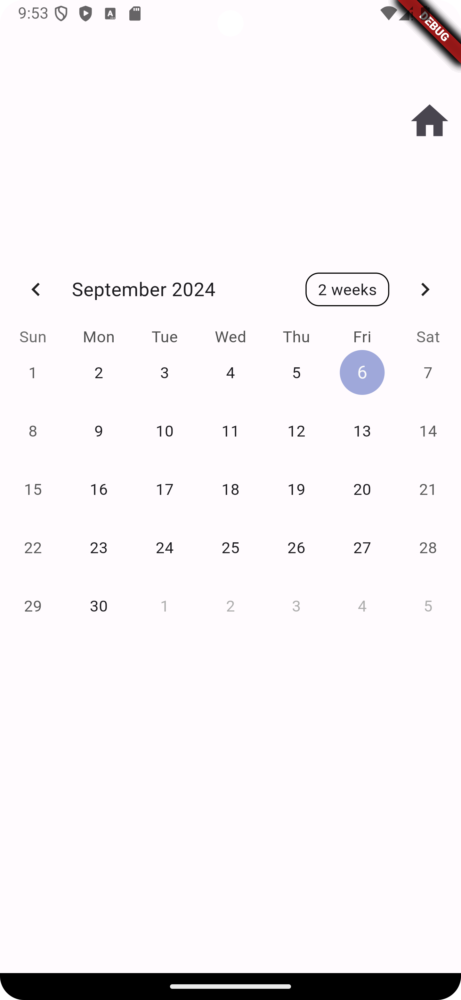 9:53
DEBUG
September 2024 2 weeks
Sun Mon Tue Wed Thu Fri Sat
1 2 3 4 5 6 7
8 9 10 11 12 13 14
15 16 17 18 19 20 21
22 23 24 25 26 27 28
29 30 1 2 3 4 5